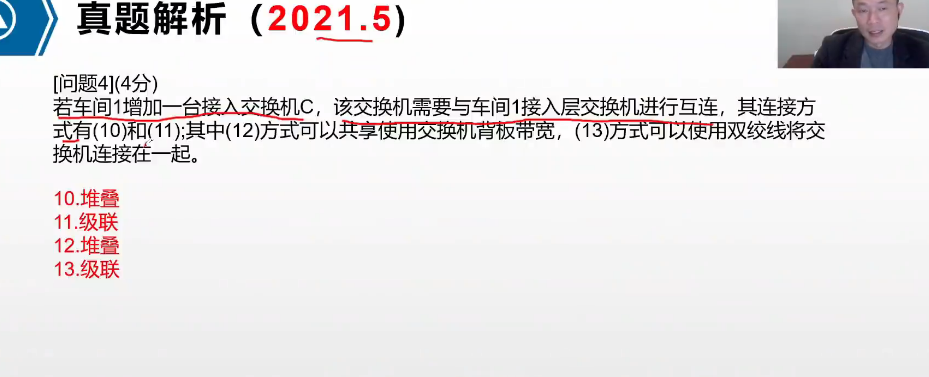 真题解析（2021.5）
[问题4](4分)
若车间1增加一台接入交换机C，该交换机需要与车间1接入层交换机进行互连，其连接方
式有(10)和(11);其中(12)方式可以共享使用交换机背板带宽，(13)方式可以使用双绞线将交
换机连接在一起。
10.堆叠
11.级联
12.堆叠
13.级联